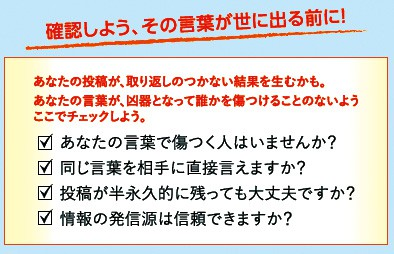 確認しよう、その言葉が世に出る前に!
あなたの投稿が、取り返しのつかない結果を生むかも。
あなたの言葉が、凶器となって誰かを傷つけることのないよう
ここでチェックしよう。
☑ あなたの言葉で傷つく人はいませんか?
☑ 同じ言葉を相手に直接言えますか?
☑ 投稿が半永久的に残っても大丈夫ですか?
☑ 情報の発信源は信頼できますか?